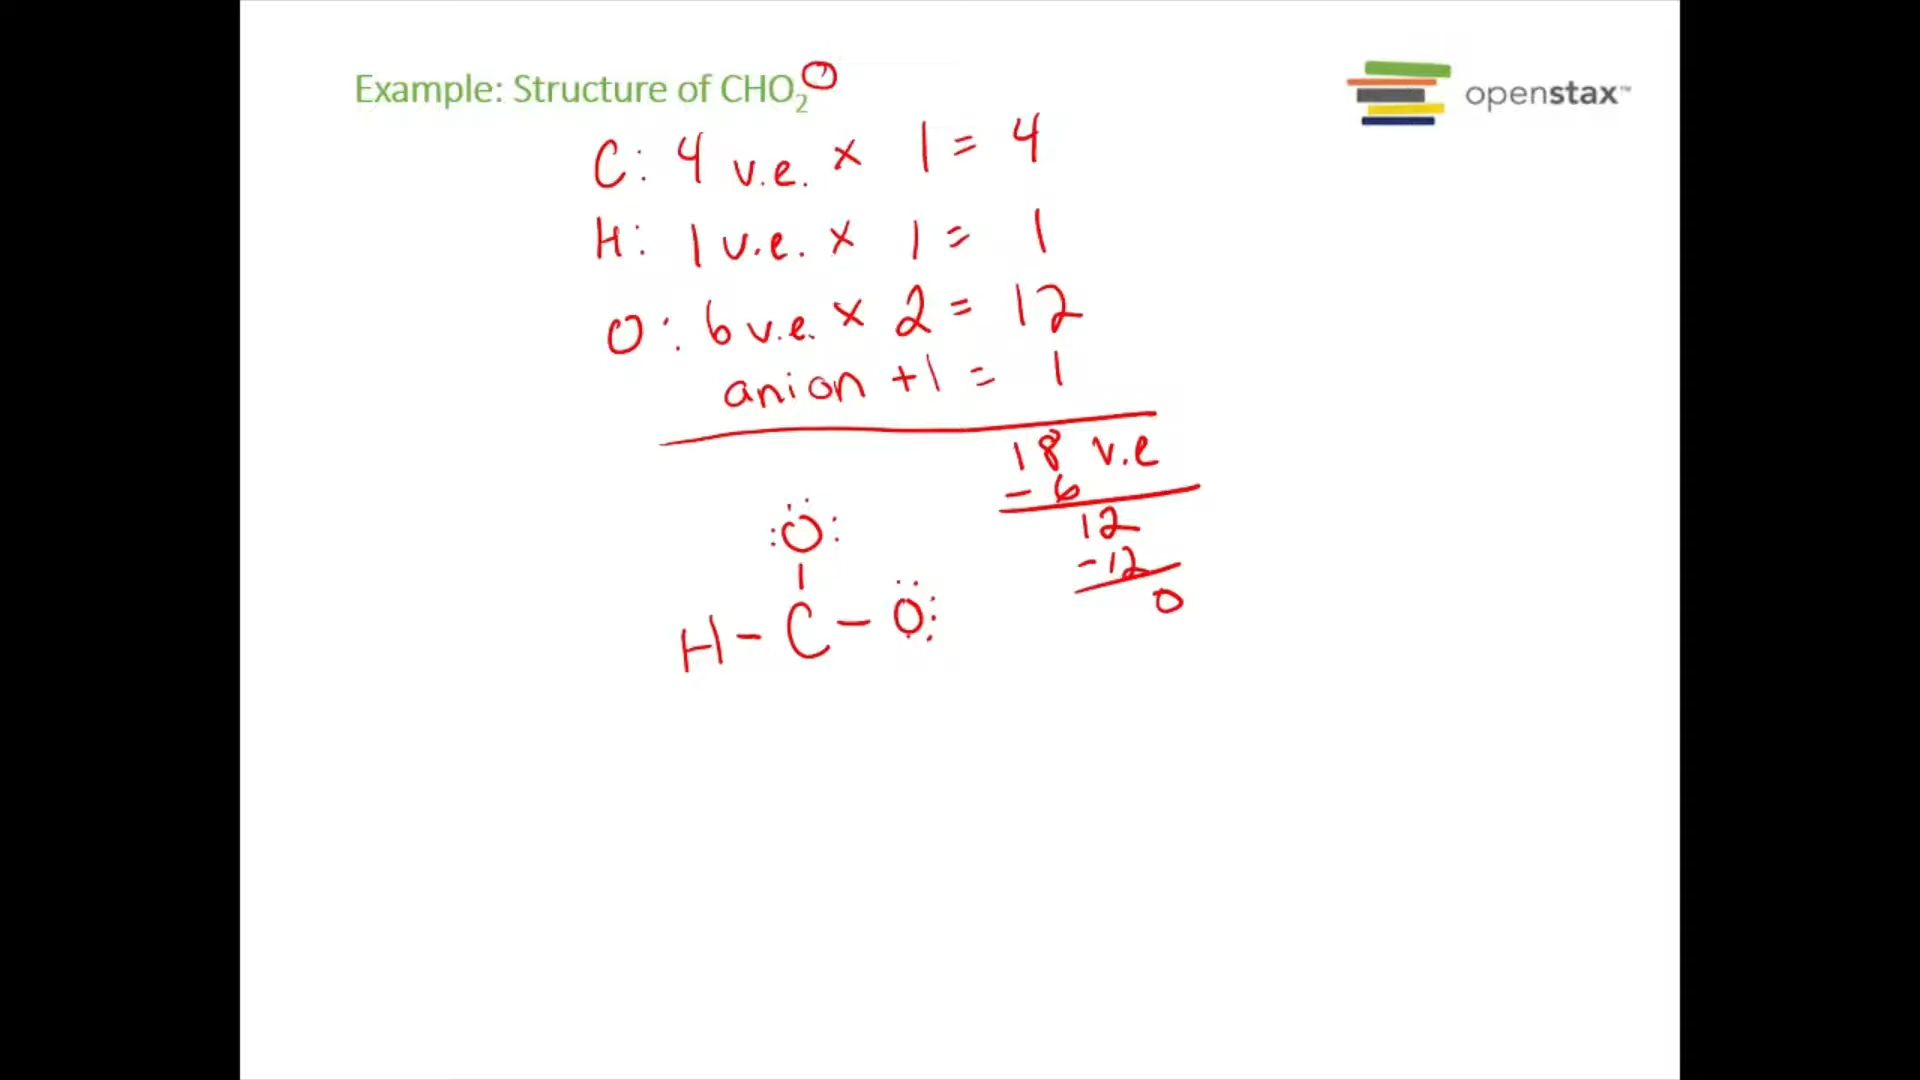 Example: Structure of CHO₂⊖
openstax™
C: 4 v.e. × 1 = 4
H: 1 v.e. × 1 = 1
O: 6 v.e. × 2 = 12
anion +1 = 1
18 v.e
- 6
12
-12
0
O
H - C - O